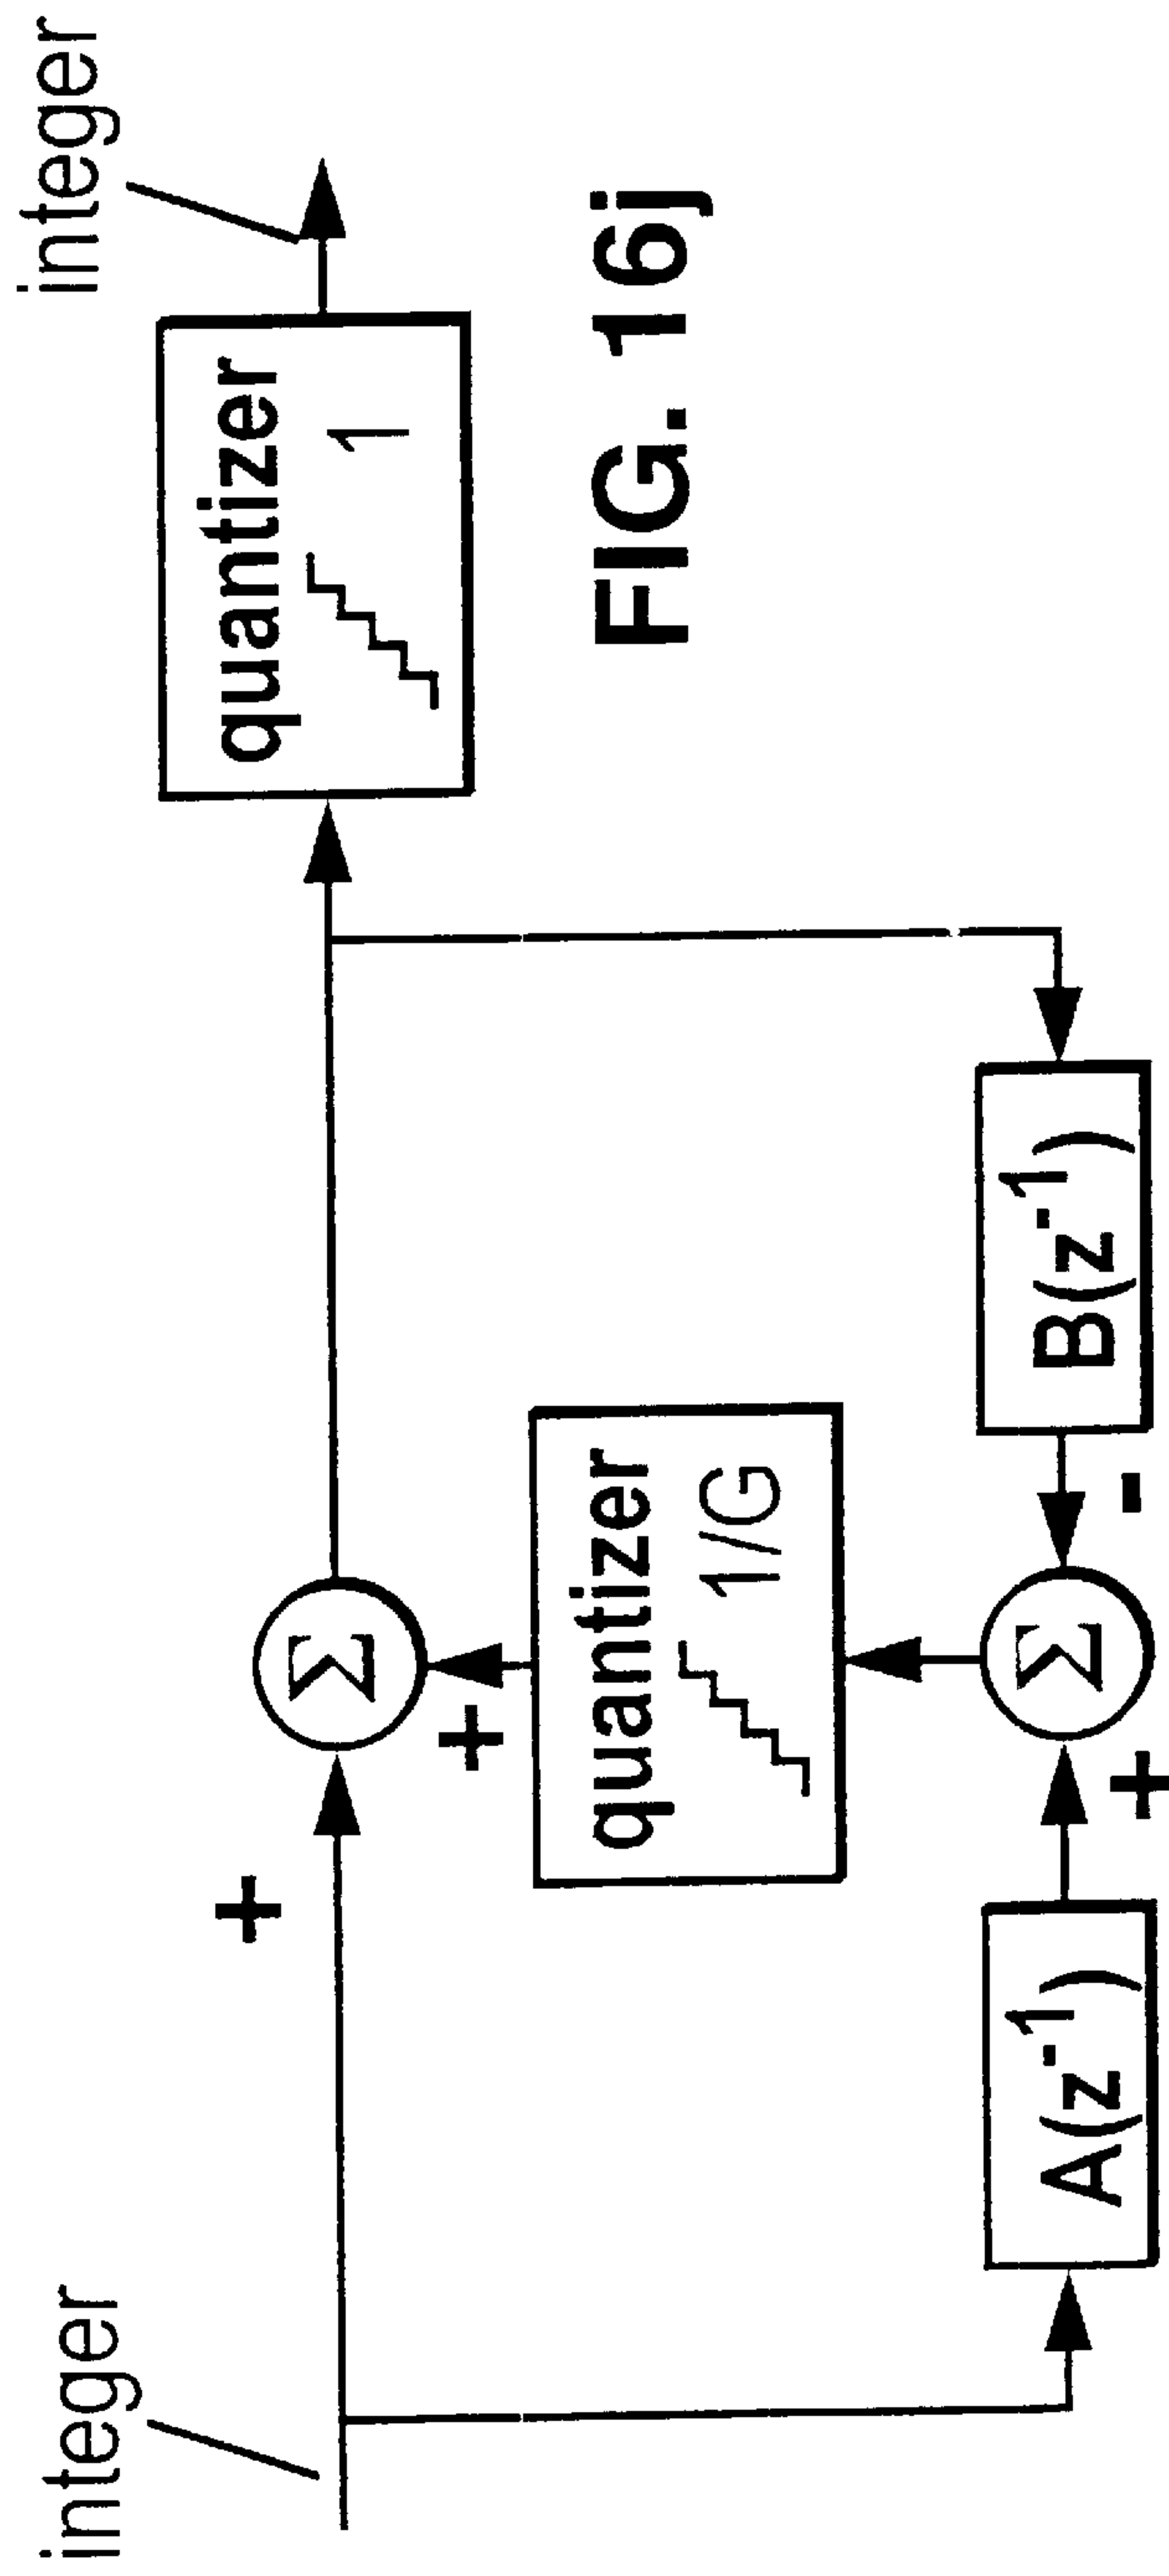 integer
+
Σ
quantizer
1
integer
+
quantizer
1/G
A(z⁻¹)
+
Σ
-
B(z⁻¹)
FIG. 16j